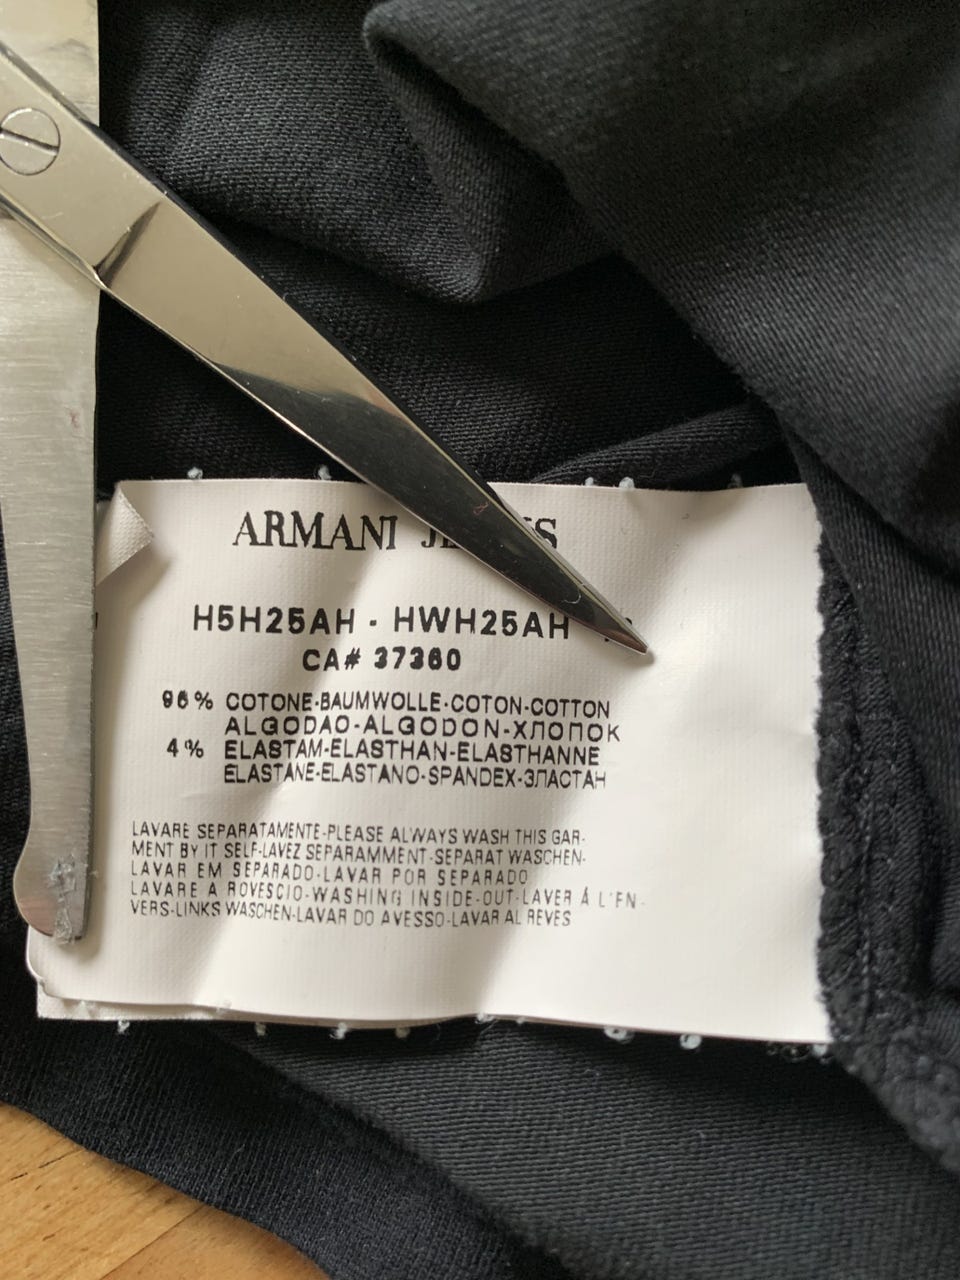 ARMANI
H5H25AH - HWH25AH
CA# 37360
96% COTONE-BAUMWOLLE-COTON-COTTON
ALGODAO-ALGODON-ХЛОПОК
4% ELASTAM-ELASTHAN-ELASTHANNE
ELASTANE-ELASTANO-SPANDEX-ЭЛАСТАН
LAVARE SEPARATAMENTE-PLEASE ALWAYS WASH THIS GAR-
MENT BY IT SELF-LAVEZ SEPARAMMENT-SEPARAT WASCHEN-
LAVAR EM SEPARADO-LAVAR POR SEPARADO
LAVARE A ROVESCIO-WASHING INSIDE-OUT-LAVER Á L'EN-
VERS-LINKS WASCHEN-LAVAR DO AVESSO-LAVAR AL REVES